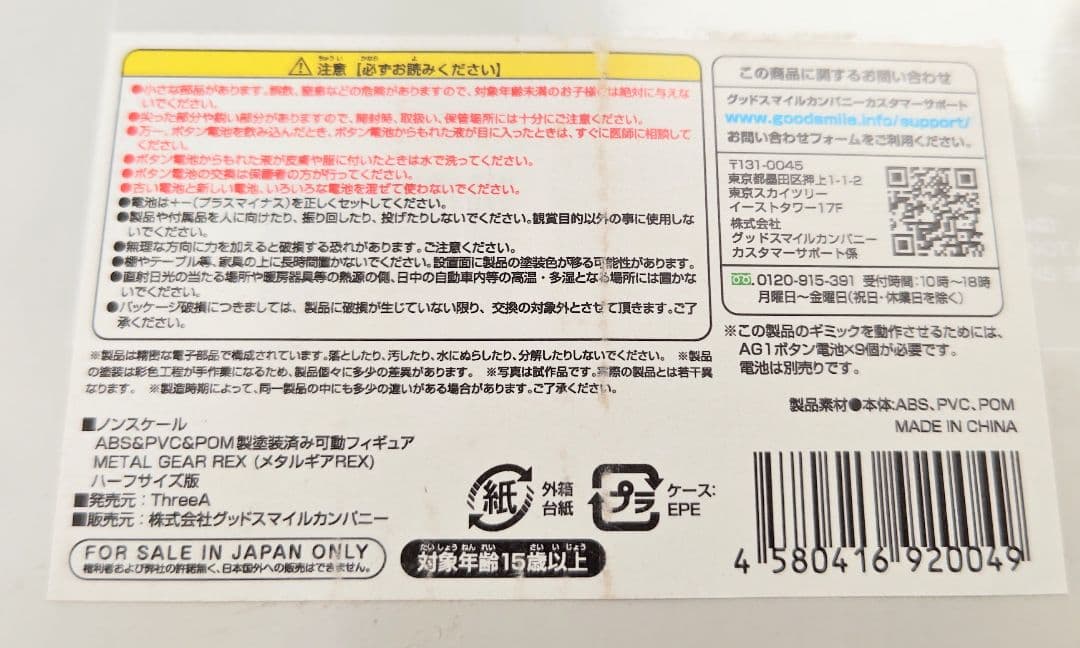 ⚠注意 [必ずお読みください]
●小さな部品があります。誤飲、窒息などの危険がありますので、対象年齢未満のお子様には絶対に与えな
いでください。
●尖った部分や鋭い部分がありますので、開封時、取扱い、保管場所には十分にご注意ください。
●万一、ボタン電池を飲み込んだとき、ボタン電池からもれた液が目に入ったときは、すぐに医師に相談して
ください。
●ボタン電池からもれた液が皮膚や服に付いたときは水で洗ってください。
●ボタン電池の交換は保護者の方が行って下さい。
●古い電池と新しい電池、いろいろな電池を混ぜて使わないでください。
●電池は+ー(プラスマイナス)を正しくセットしてください。
●製品や付属品を人に向けたり、振り回したり、投げたりしないでください。観賞目的以外の事に使用しな
いでください。
●無理な方向に力を加えると破損する恐れがあります。ご注意ください。
●棚やテーブル等、家具の上に長時間置かないでください。設置面に製品の塗装色が移る可能性があります。
●直射日光の当たる場所や暖房器具等の熱源の側、日中の自動車内等の高温・多湿となる場所には置かな
いでください。
●パッケージ破損につきましては、製品に破損が生じていない限り、交換の対象外とさせて頂きます。ご了
承ください。
※製品は精密な電子部品で構成されています。落としたり、汚したり、水にぬらしたり、分解したりしないでください。 ※製品
の塗装は彩色工程が手作業になるため、製品個々に多少の差異があります。 ※写真は試作品です。実際の製品とは若干異
なります。 ※製造時期によって、同一製品の中にも多少の違いがある場合があります。ご了承ください。
■ノンスケール
ABS&PVC&POM製塗装済み可動フィギュア
METAL GEAR REX (メタルギアREX)
ハーフサイズ版
■発売元:ThreeA
■販売元:株式会社グッドスマイルカンパニー
FOR SALE IN JAPAN ONLY
権利者および弊社の許諾無く、日本国外への販売はできません。
紙
外箱
台紙
プラ
ケース:
EPE
対象年齢15歳以上
この商品に関するお問い合わせ
グッドスマイルカンパニーカスタマーサポート
www.goodsmile.info/support/
お問い合わせフォームをご利用ください。
〒131-0045
東京都墨田区押上1-1-2
東京スカイツリー
イーストタワー17F
株式会社
グッドスマイルカンパニー
カスタマーサポート係
0120-915-391 受付時間:10時〜18時
月曜日〜金曜日(祝日・休業日を除く)
※この製品のギミックを動作させるためには、
AG1ボタン電池×9個が必要です。
電池は別売りです。
製品素材●本体:ABS、PVC、POM
MADE IN CHINA
4 580416 920049